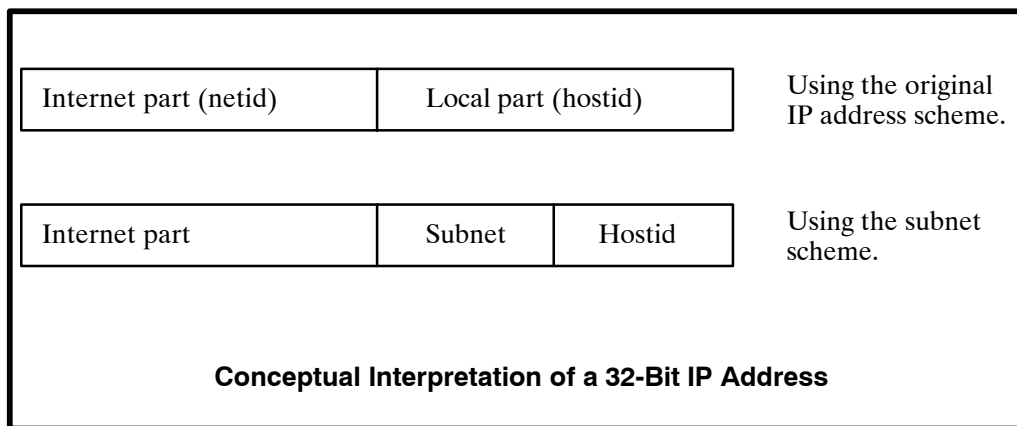 Internet part (netid)
Local part (hostid)
Using the original
IP address scheme.
Internet part
Subnet
Hostid
Using the subnet
scheme.
Conceptual Interpretation of a 32-Bit IP Address